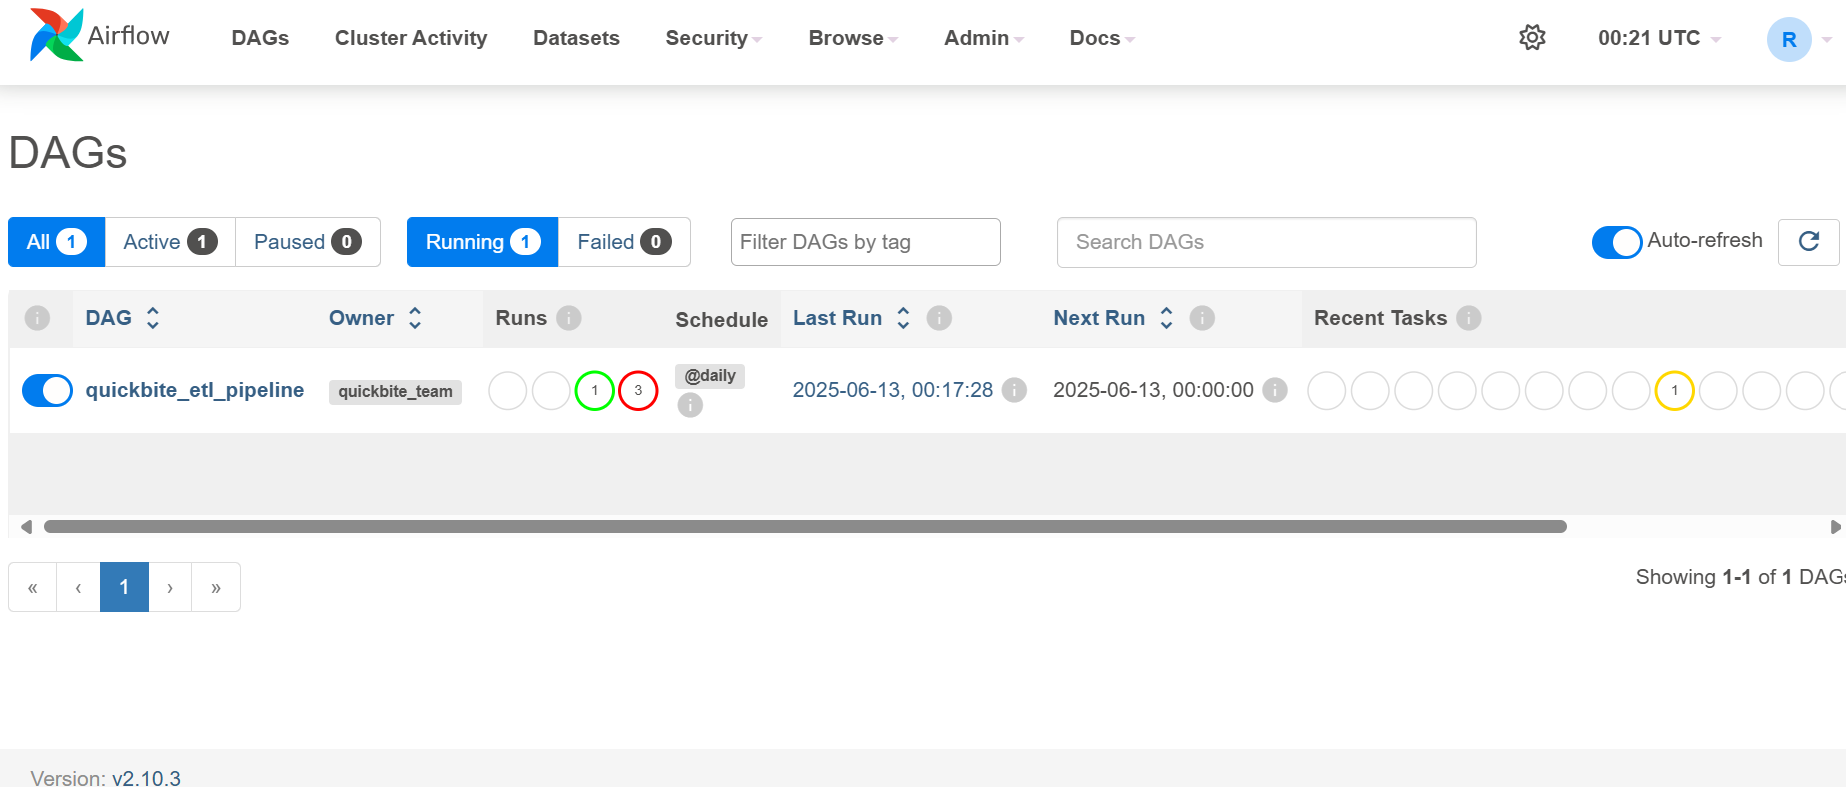 Airflow DAGs Cluster Activity Datasets Security Browse Admin Docs 00:21 UTC R
DAGs
All 1 Active 1 Paused 0 Running 1 Failed 0 Filter DAGs by tag Search DAGs Auto-refresh
DAG Owner Runs Schedule Last Run Next Run Recent Tasks
quickbite_etl_pipeline quickbite_team 1 3 @daily 2025-06-13, 00:17:28 2025-06-13, 00:00:00 1
« ‹ 1 › »
Showing 1-1 of 1 DAGs
Version: v2.10.3